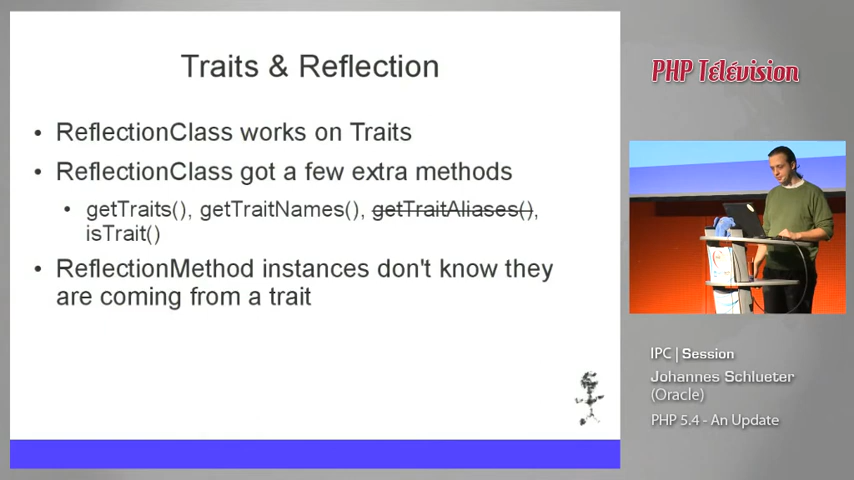 Traits & Reflection
• ReflectionClass works on Traits
• ReflectionClass got a few extra methods
• getTraits(), getTraitNames(), getTraitAliases(),
isTrait()
• ReflectionMethod instances don't know they
are coming from a trait
PHP Télévision
IPC | Session
Johannes Schlueter
(Oracle)
PHP 5.4 - An Update